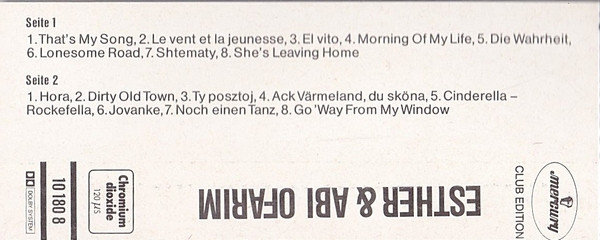 Seite 1
1.That's My Song, 2. Le vent et la jeunesse, 3. El vito, 4. Morning Of My Life, 5. Die Wahrheit,
6. Lonesome Road, 7. Shtematy, 8. She's Leaving Home
Seite 2
1. Hora, 2. Dirty Old Town, 3. Ty posztoj, 4. Ack Värmeland, du sköna, 5. Cinderella –
Rockefella, 6. Jovanke, 7. Noch einen Tanz, 8. Go 'Way From My Window
DOLBY SYSTEM
10 180 8
Chromium
dioxide
120 µs
ESTHER & ABI OFARIM
CLUB EDITION
mercury